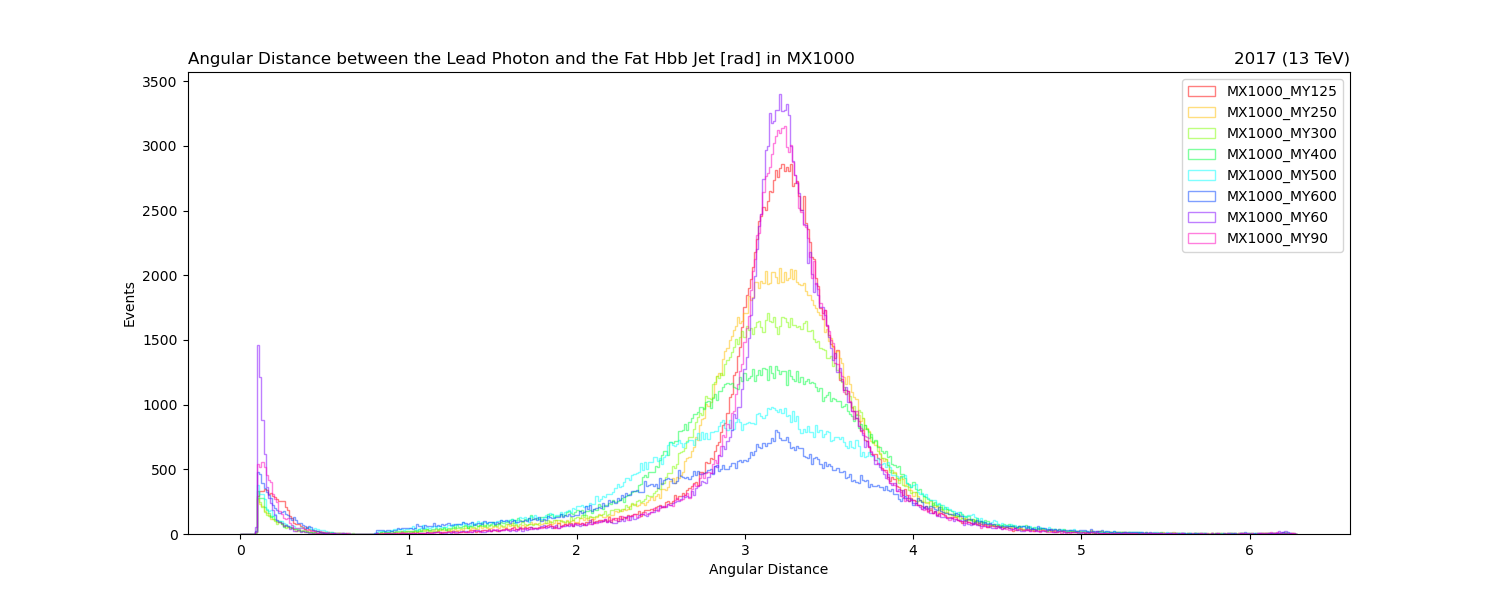 Angular Distance between the Lead Photon and the Fat Hbb Jet [rad] in MX1000
2017 (13 TeV)
3500
3000
2500
2000
1500
1000
500
0
Events
MX1000_MY125
MX1000_MY250
MX1000_MY300
MX1000_MY400
MX1000_MY500
MX1000_MY600
MX1000_MY60
MX1000_MY90
0 1 2 3 4 5 6
Angular Distance